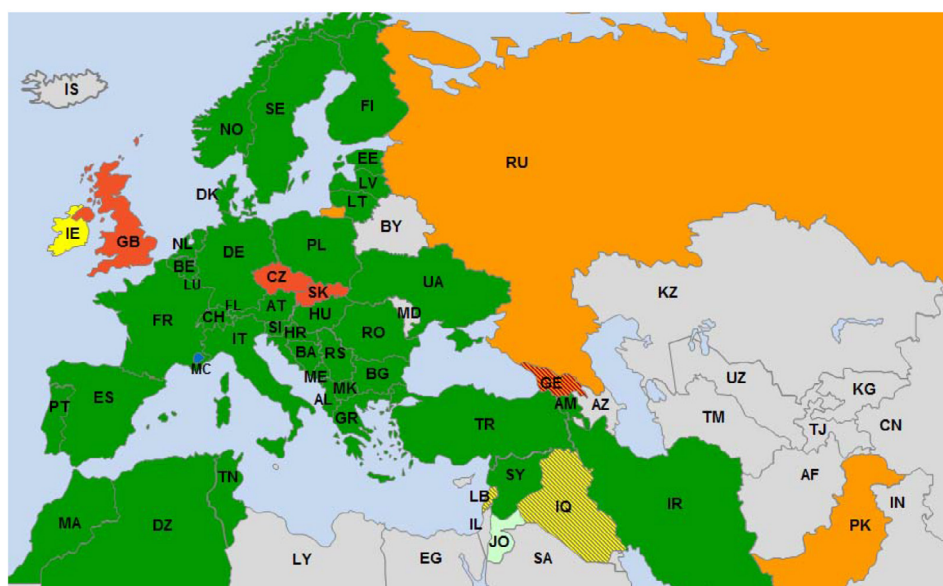 IS
NO
SE
FI
RU
EE
LV
LT
DK
IE
GB
NL
DE
PL
BY
BE
LU
CZ
SK
UA
KZ
FR
CH
FL
AT
HU
MD
RO
IT
SI
HR
BA
RS
MC
ME
MK
BG
AL
GR
PT
ES
GE
AM
AZ
UZ
KG
TM
TJ
CN
TR
TN
SY
LB
IQ
IR
AF
IN
PK
MA
DZ
IL
JO
LY
EG
SA